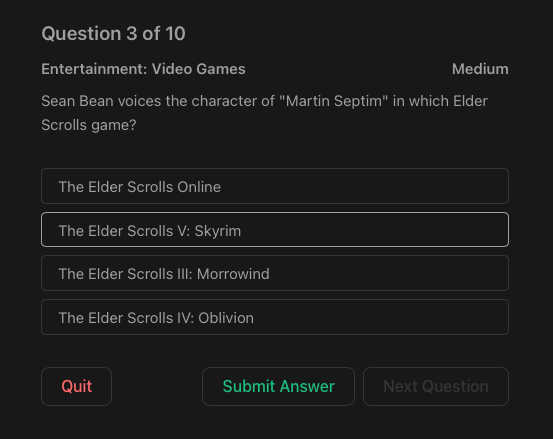 Question 3 of 10
Entertainment: Video Games
Medium
Sean Bean voices the character of "Martin Septim" in which Elder
Scrolls game?
The Elder Scrolls Online
The Elder Scrolls V: Skyrim
The Elder Scrolls III: Morrowind
The Elder Scrolls IV: Oblivion
Quit
Submit Answer
Next Question